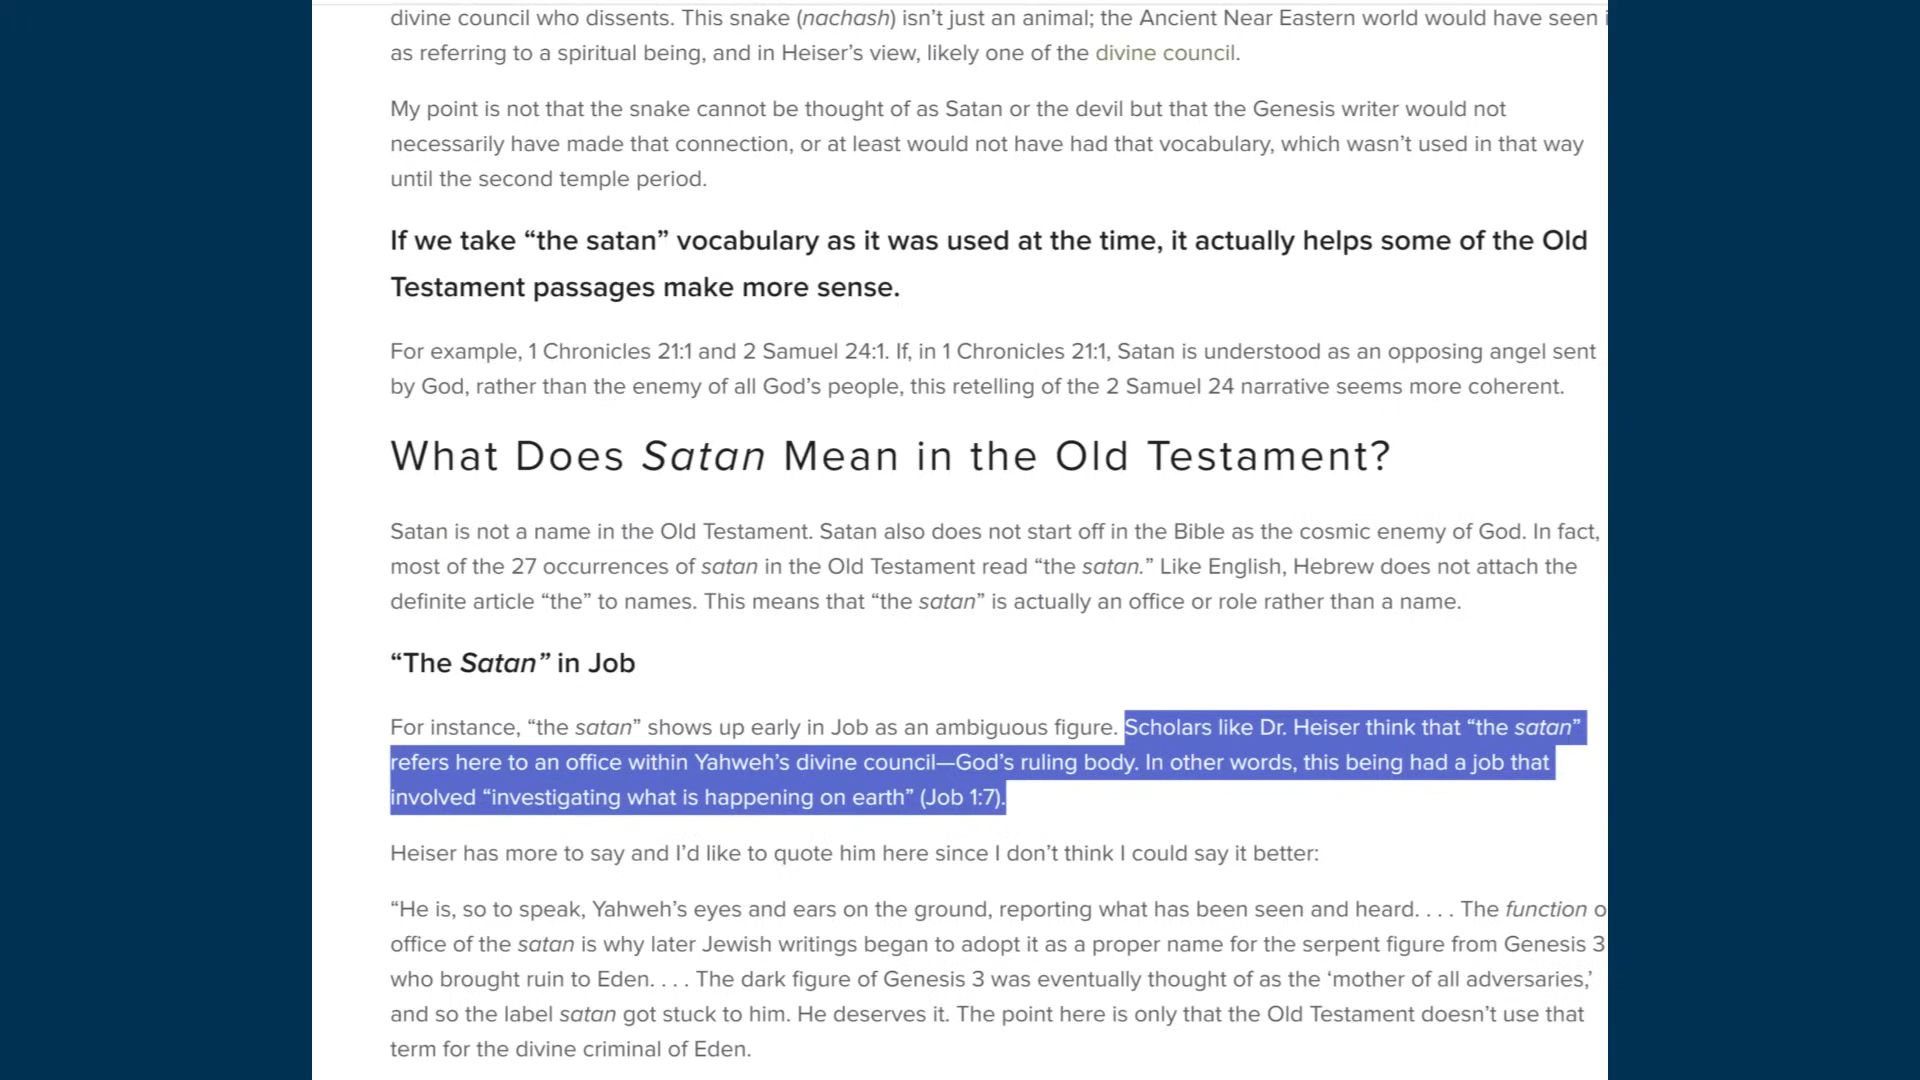 divine council who dissents. This snake (nachash) isn’t just an animal; the Ancient Near Eastern world would have seen
as referring to a spiritual being, and in Heiser’s view, likely one of the divine council.
My point is not that the snake cannot be thought of as Satan or the devil but that the Genesis writer would not
necessarily have made that connection, or at least would not have had that vocabulary, which wasn’t used in that way
until the second temple period.
If we take “the satan” vocabulary as it was used at the time, it actually helps some of the Old
Testament passages make more sense.
For example, 1 Chronicles 21:1 and 2 Samuel 24:1. If, in 1 Chronicles 21:1, Satan is understood as an opposing angel sent
by God, rather than the enemy of all God’s people, this retelling of the 2 Samuel 24 narrative seems more coherent.
What Does Satan Mean in the Old Testament?
Satan is not a name in the Old Testament. Satan also does not start off in the Bible as the cosmic enemy of God. In fact,
most of the 27 occurrences of satan in the Old Testament read “the satan.” Like English, Hebrew does not attach the
definite article “the” to names. This means that “the satan” is actually an office or role rather than a name.
“The Satan” in Job
For instance, “the satan” shows up early in Job as an ambiguous figure. Scholars like Dr. Heiser think that “the satan”
refers here to an office within Yahweh’s divine council—God’s ruling body. In other words, this being had a job that
involved “investigating what is happening on earth” (Job 1:7).
Heiser has more to say and I’d like to quote him here since I don’t think I could say it better:
“He is, so to speak, Yahweh’s eyes and ears on the ground, reporting what has been seen and heard. . . . The function
office of the satan is why later Jewish writings began to adopt it as a proper name for the serpent figure from Genesis 3
who brought ruin to Eden. . . . The dark figure of Genesis 3 was eventually thought of as the ‘mother of all adversaries,’
and so the label satan got stuck to him. He deserves it. The point here is only that the Old Testament doesn’t use that
term for the divine criminal of Eden.